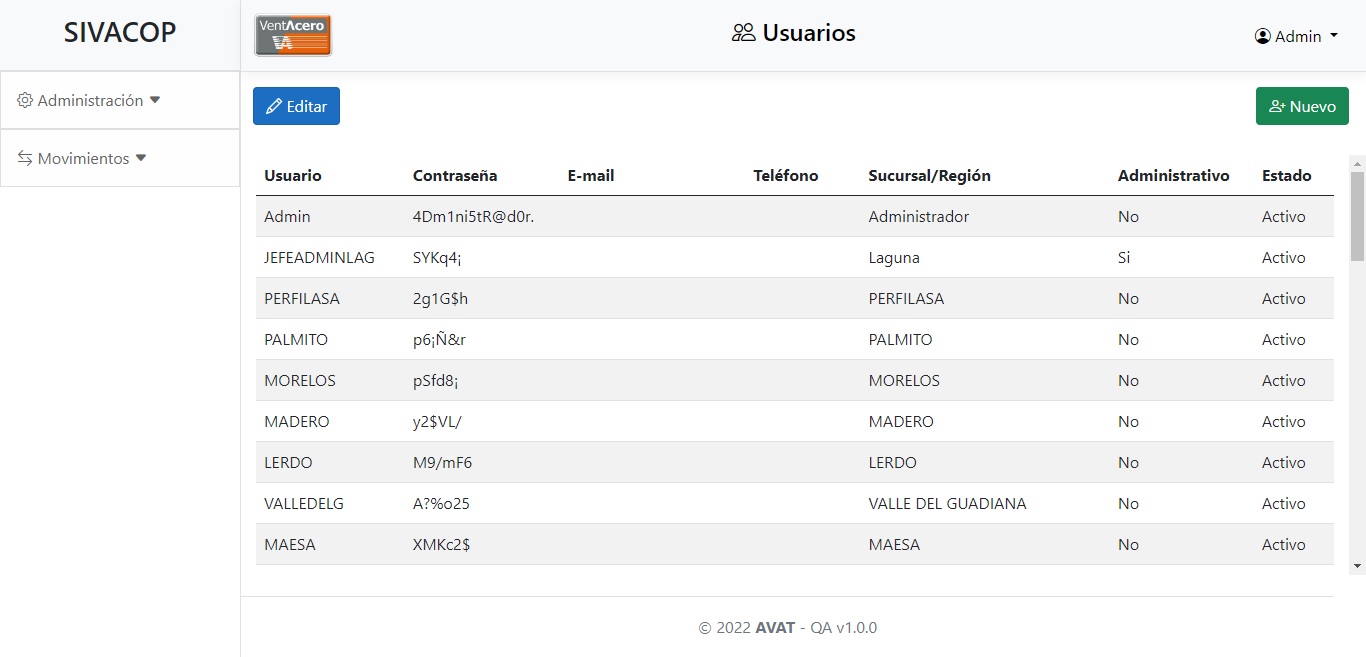 SIVACOP
VentAcero
VA
Usuarios
Admin
Administración
Movimientos
Editar
Nuevo
Usuario Contraseña E-mail Teléfono Sucursal/Región Administrativo Estado
Admin 4Dm1ni5tR@d0r. Administrador No Activo
JEFEADMINLAG SYKq4¡ Laguna Si Activo
PERFILASA 2g1G$h PERFILASA No Activo
PALMITO p6¡Ñ&r PALMITO No Activo
MORELOS pSfd8¡ MORELOS No Activo
MADERO y2$VL/ MADERO No Activo
LERDO M9/mF6 LERDO No Activo
VALLEDELG A?%o25 VALLE DEL GUADIANA No Activo
MAESA XMKc2$ MAESA No Activo
© 2022 AVAT - QA v1.0.0